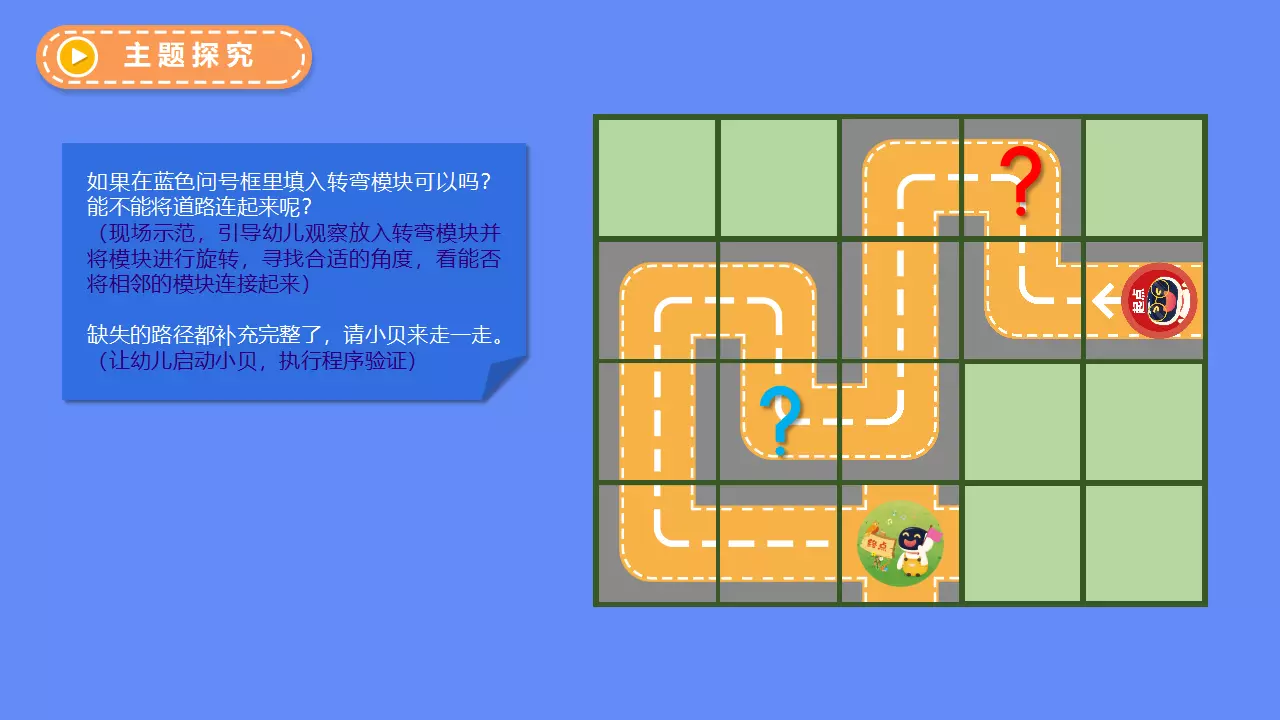 主题探究
如果在蓝色问号框里填入转弯模块可以吗？
能不能将道路连起来呢？
（现场示范，引导幼儿观察放入转弯模块并
将模块进行旋转，寻找合适的角度，看能否
将相邻的模块连接起来）
缺失的路径都补充完整了，请小贝来走一走。
（让幼儿启动小贝，执行程序验证）
?
起点
?
终点